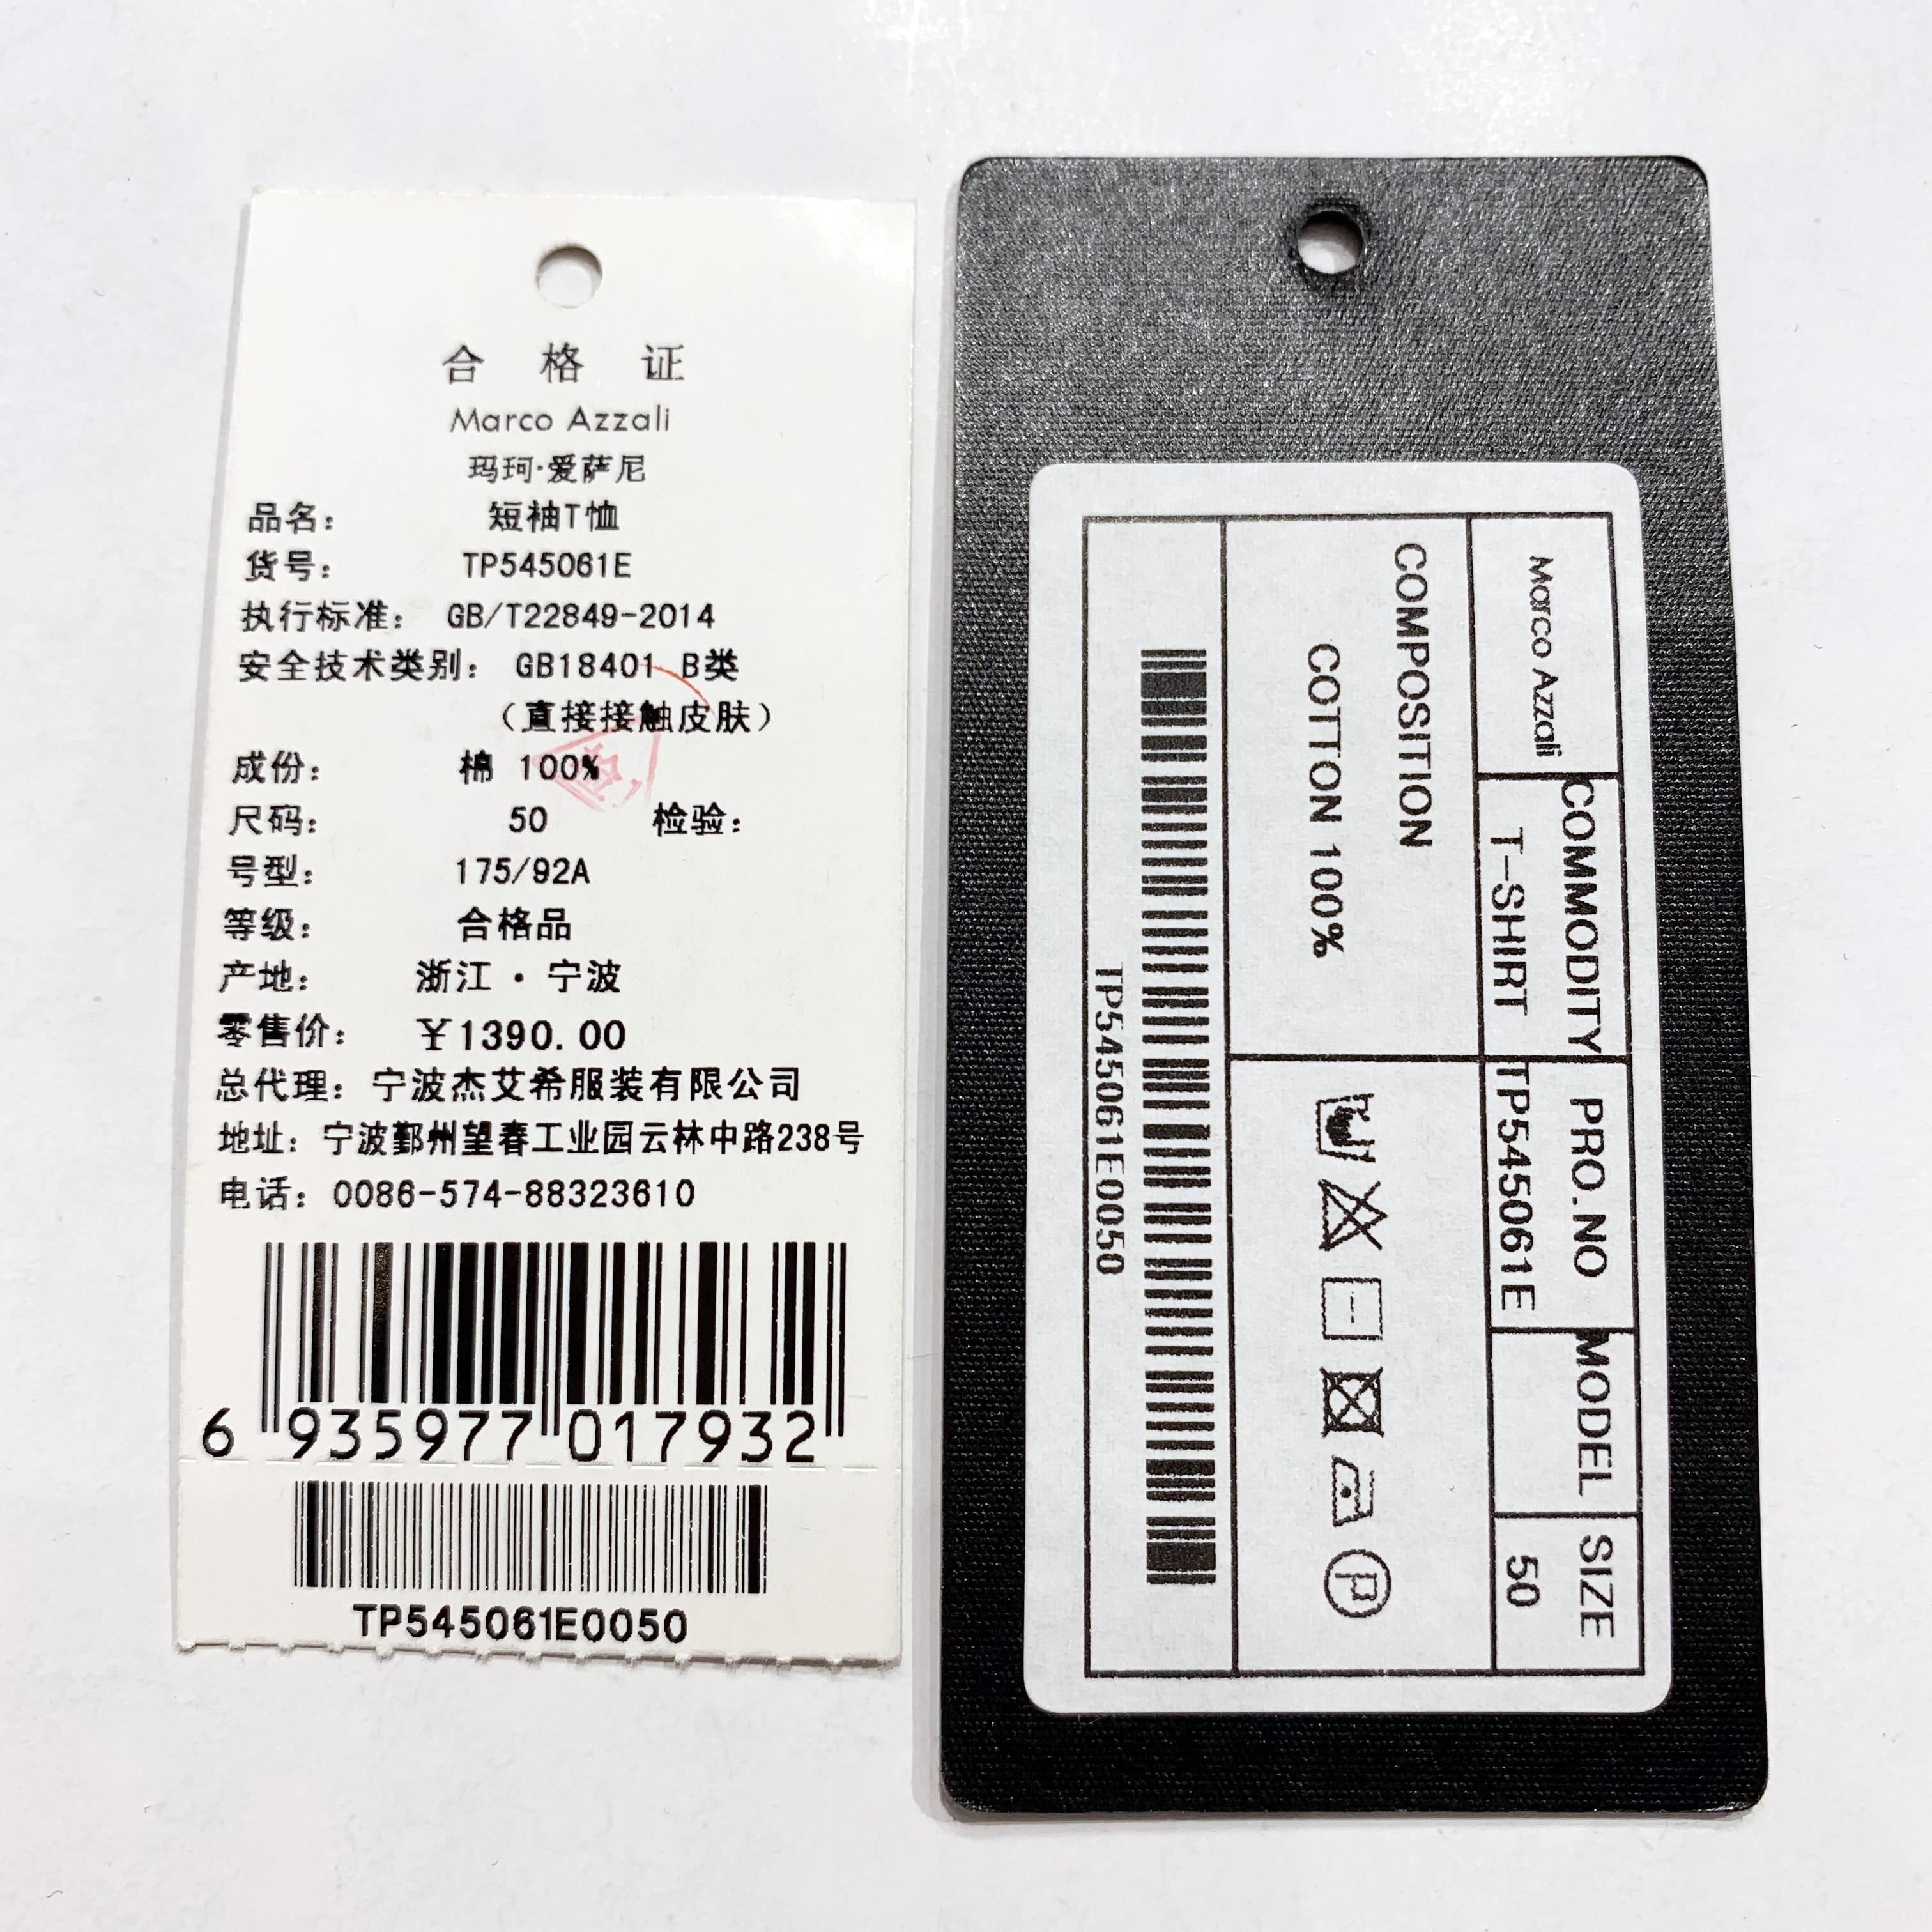 合 格 证
Marco Azzali
玛珂·爱萨尼
品名： 短袖T恤
货号： TP545061E
执行标准： GB/T22849-2014
安全技术类别： GB18401 B类
（直接接触皮肤）
成份： 棉 100%
尺码： 50 检验：
号型： 175/92A
等级： 合格品
产地： 浙江·宁波
零售价： ￥1390.00
总代理：宁波杰艾希服装有限公司
地址：宁波鄞州望春工业园云林中路238号
电话：0086-574-88323610
6 935977 017932
TP545061E0050
Marco Azzali
COMMODITY
T-SHIRT
PRO.NO
TP545061E
MODEL
SIZE
50
COMPOSITION
COTTON 100%
P
TP545061E0050